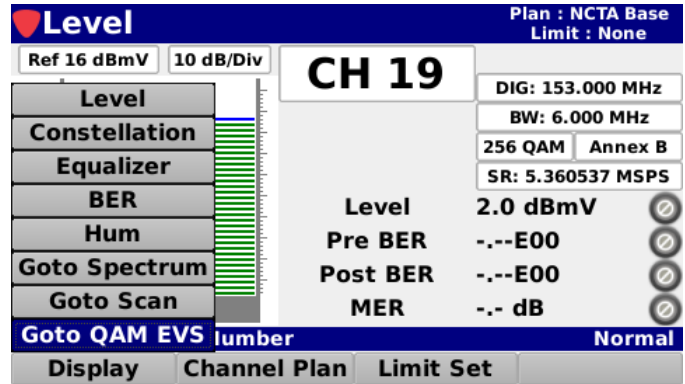 Level
Plan : NCTA Base
Limit : None
Ref 16 dBmV
10 dB/Div
CH 19
DIG: 153.000 MHz
BW: 6.000 MHz
256 QAM
Annex B
SR: 5.360537 MSPS
Level
Constellation
Equalizer
BER
Hum
Goto Spectrum
Goto Scan
Goto QAM EVS
Level 2.0 dBmV
Pre BER -.--E00
Post BER -.--E00
MER -.- dB
Normal
Display
Channel Plan
Limit Set